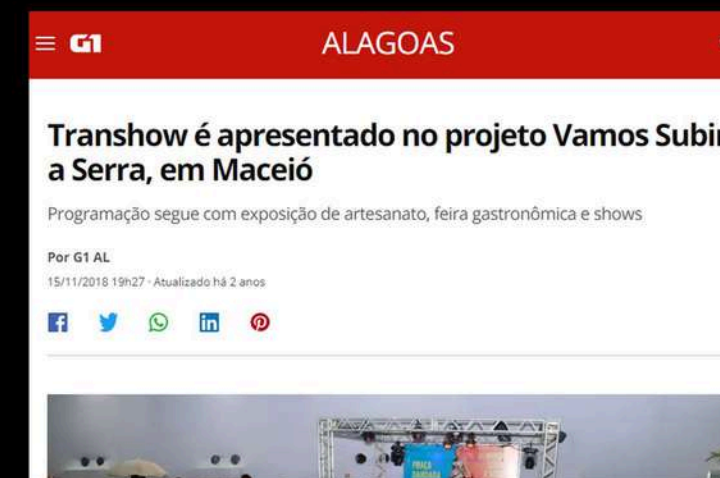 G1
ALAGOAS
Transhow é apresentado no projeto Vamos Subir
a Serra, em Maceió
Programação segue com exposição de artesanato, feira gastronômica e shows
Por G1 AL
15/11/2018 19h27 · Atualizado há 2 anos